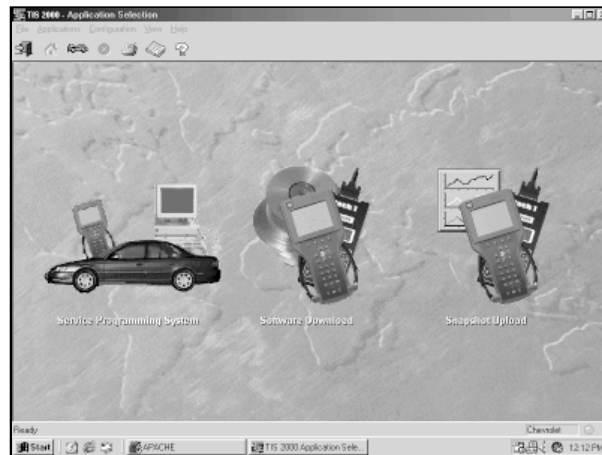 TIS 2000 - Application Selection
File Applications Configuration View Help
Service Programming System
Software Download
Snapshot Upload
Ready
Chevrolet
Start
APACHE
TIS 2000 Application Sele...
12:12 PM